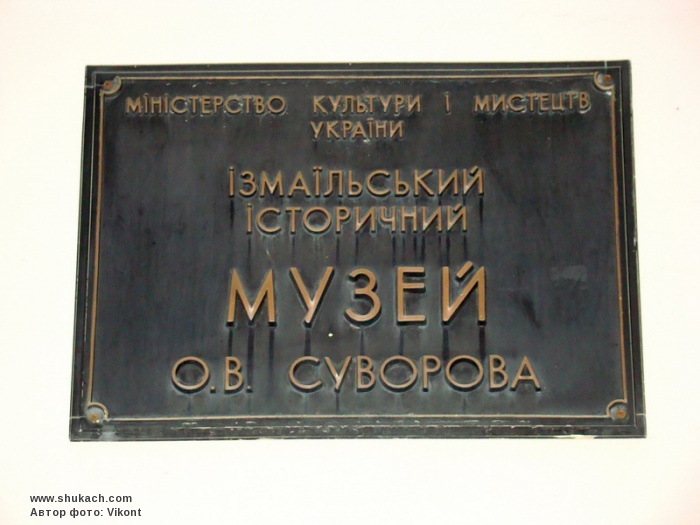 МІНІСТЕРСТВО КУЛЬТУРИ І МИСТЕЦТВ
УКРАЇНИ
ІЗМАЇЛЬСЬКИЙ
ІСТОРИЧНИЙ
МУЗЕЙ
О.В. СУВОРОВА
www.shukach.com
Автор фото: Vikont